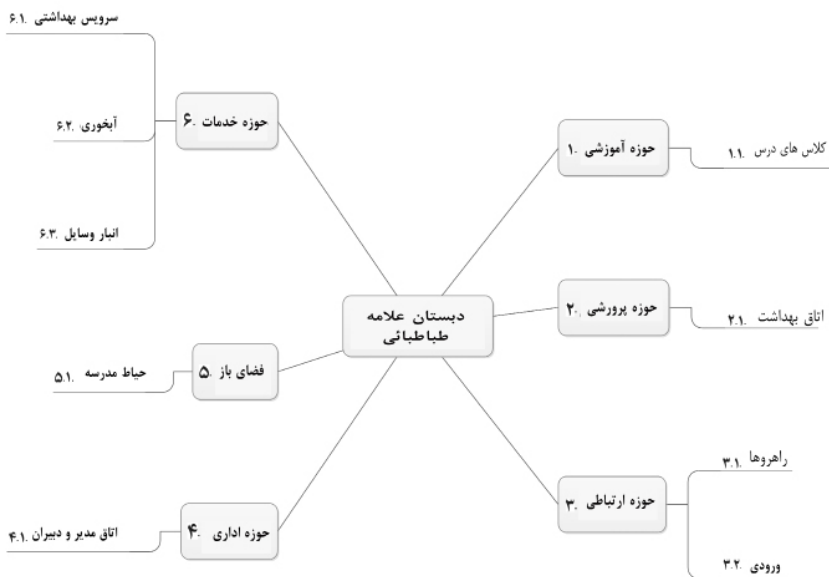 دبستان علامه
طباطبائی
۱. حوزه آموزشی
۱.۱. کلاس های درس
۲. حوزه پرورشی
۲.۱. اتاق بهداشت
۳. حوزه ارتباطی
۳.۱. راهروها
۳.۲. ورودی
۴. حوزه اداری
۴.۱. اتاق مدیر و دبیران
۵. فضای باز
۵.۱. حیاط مدرسه
۶. حوزه خدمات
۶.۱. سرویس بهداشتی
۶.۲. آبخوری
۶.۳. انبار وسایل